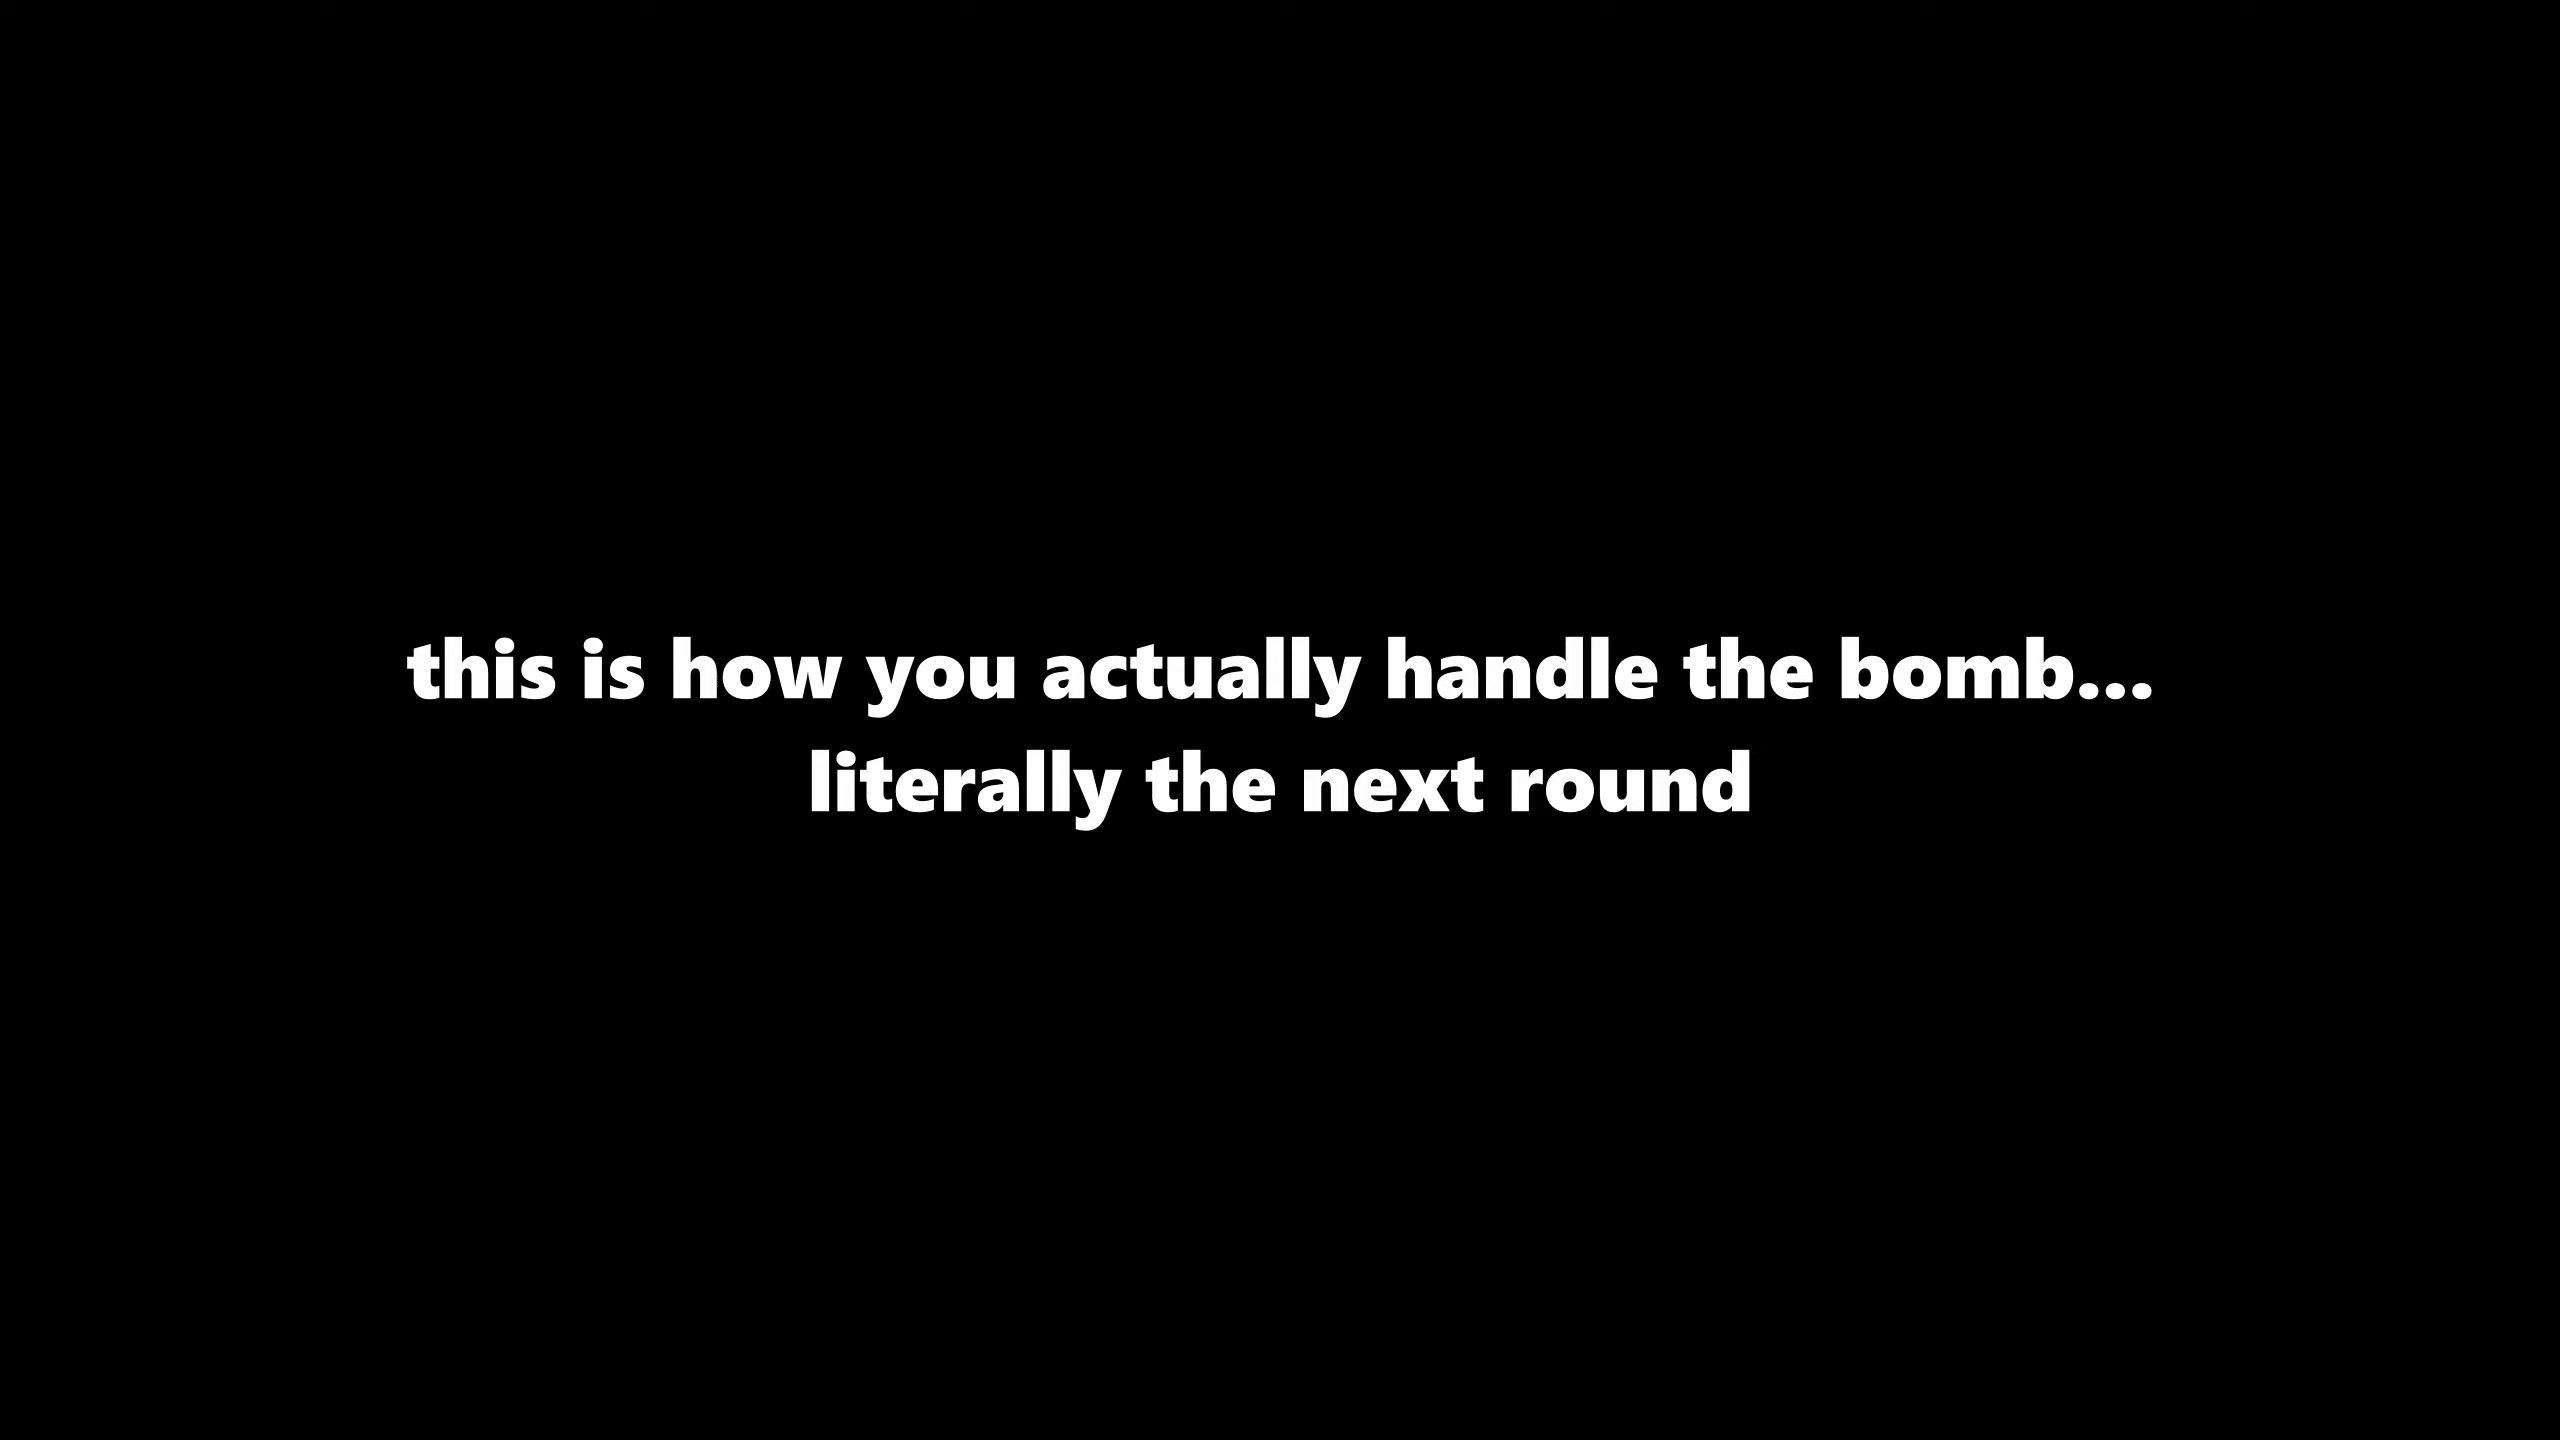 this is how you actually handle the bomb...
literally the next round